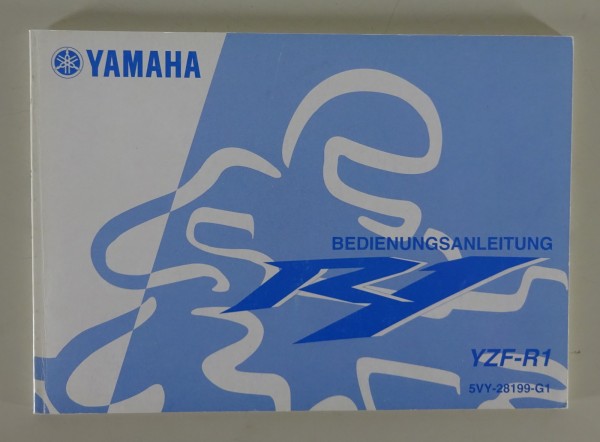 YAMAHA
BEDIENUNGSANLEITUNG
R1
YZF-R1
5VY-28199-G1